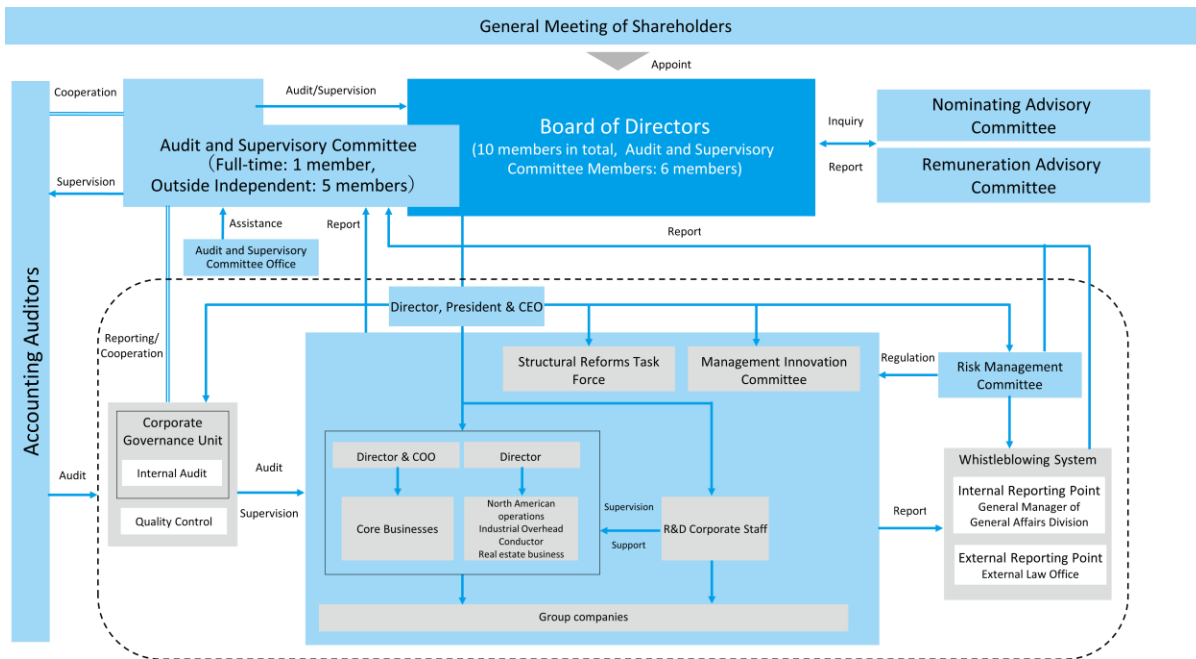 General Meeting of Shareholders
Appoint
Cooperation
Audit/Supervision
Board of Directors
(10 members in total,  Audit and Supervisory
Committee Members: 6 members)
Inquiry
Report
Nominating Advisory
Committee
Remuneration Advisory
Committee
Audit and Supervisory Committee
(Full-time: 1 member,
Outside Independent: 5 members)
Supervision
Assistance
Report
Report
Audit and Supervisory
Committee Office
Accounting Auditors
Director, President & CEO
Reporting/
Cooperation
Structural Reforms Task
Force
Management Innovation
Committee
Regulation
Risk Management
Committee
Corporate
Governance Unit
Internal Audit
Quality Control
Audit
Audit
Supervision
Director & COO
Director
Core Businesses
North American
operations
Industrial Overhead
Conductor
Real estate business
Supervision
Support
R&D Corporate Staff
Group companies
Report
Whistleblowing System
Internal Reporting Point
General Manager of
General Affairs Division
External Reporting Point
External Law Office